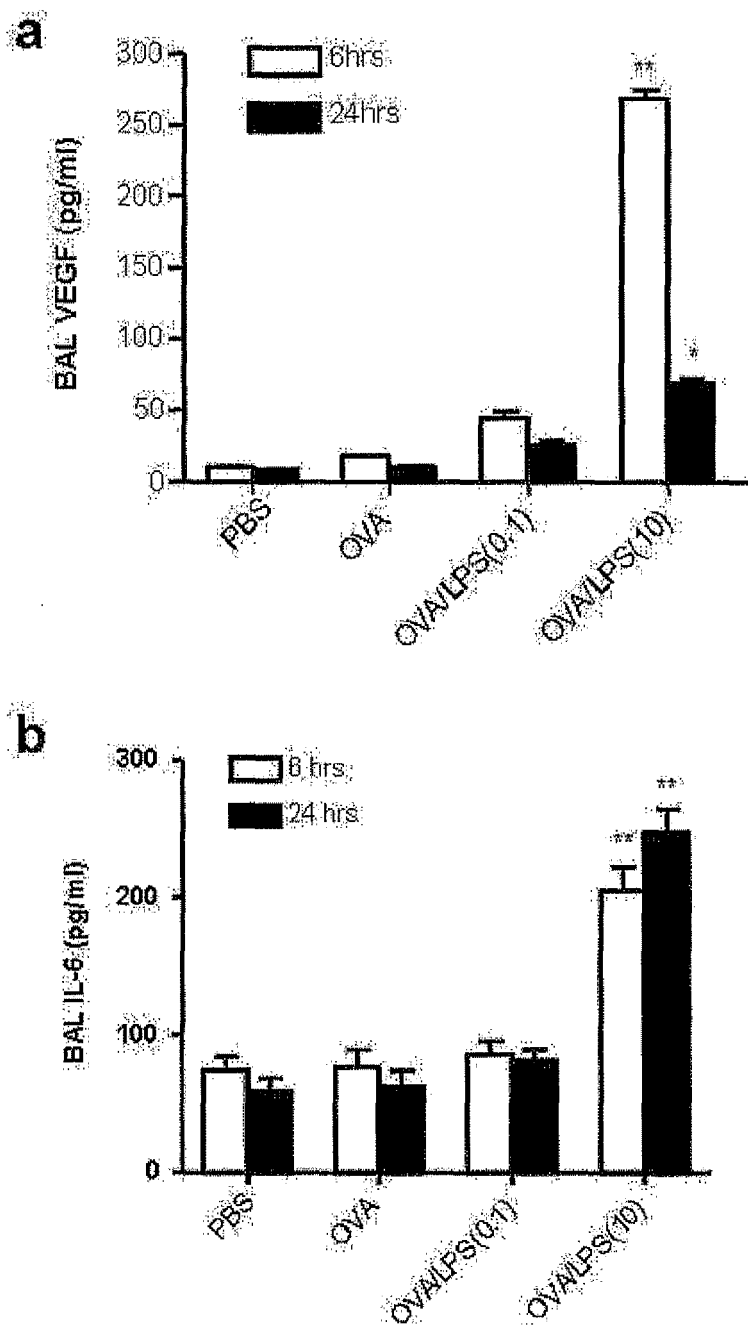 a
300
250
200
150
100
50
0
BAL VEGF (pg/ml)
6hrs
24hrs
**
*
PBS
OVA
OVA/LPS(0.1)
OVA/LPS(10)
b
300
200
100
0
BAL IL-6 (pg/ml)
6 hrs
24 hrs
**
**
PBS
OVA
OVA/LPS(0.1)
OVA/LPS(10)